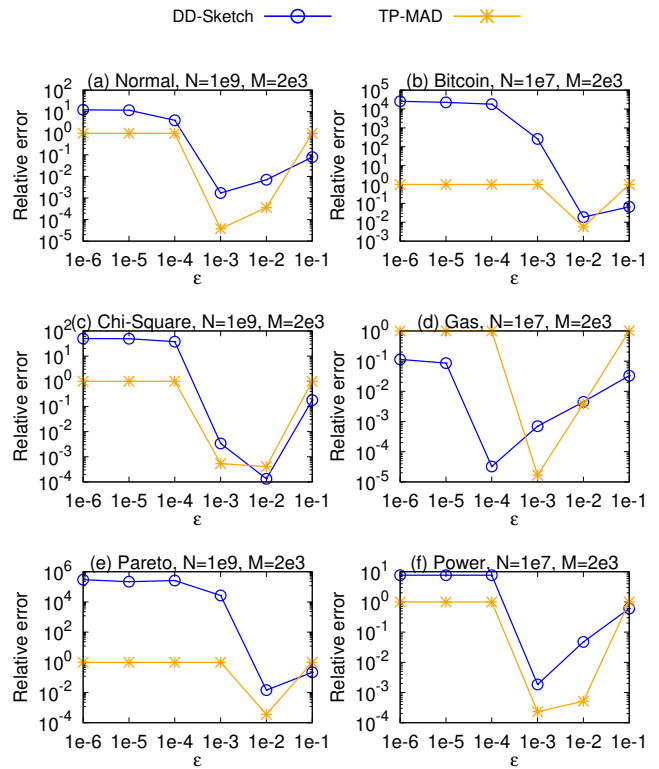 DD-Sketch TP-MAD
(a) Normal, N=1e9, M=2e3
10^2
10^1
10^0
10^-1
10^-2
10^-3
10^-4
10^-5
Relative error
1e-6 1e-5 1e-4 1e-3 1e-2 1e-1
ε
(b) Bitcoin, N=1e7, M=2e3
10^5
10^4
10^3
10^2
10^1
10^0
10^-1
10^-2
10^-3
Relative error
1e-6 1e-5 1e-4 1e-3 1e-2 1e-1
ε
(c) Chi-Square, N=1e9, M=2e3
10^2
10^1
10^0
10^-1
10^-2
10^-3
10^-4
Relative error
1e-6 1e-5 1e-4 1e-3 1e-2 1e-1
ε
(d) Gas, N=1e7, M=2e3
10^0
10^-1
10^-2
10^-3
10^-4
10^-5
Relative error
1e-6 1e-5 1e-4 1e-3 1e-2 1e-1
ε
(e) Pareto, N=1e9, M=2e3
10^6
10^4
10^2
10^0
10^-2
10^-4
Relative error
1e-6 1e-5 1e-4 1e-3 1e-2 1e-1
ε
(f) Power, N=1e7, M=2e3
10^1
10^0
10^-1
10^-2
10^-3
10^-4
Relative error
1e-6 1e-5 1e-4 1e-3 1e-2 1e-1
ε